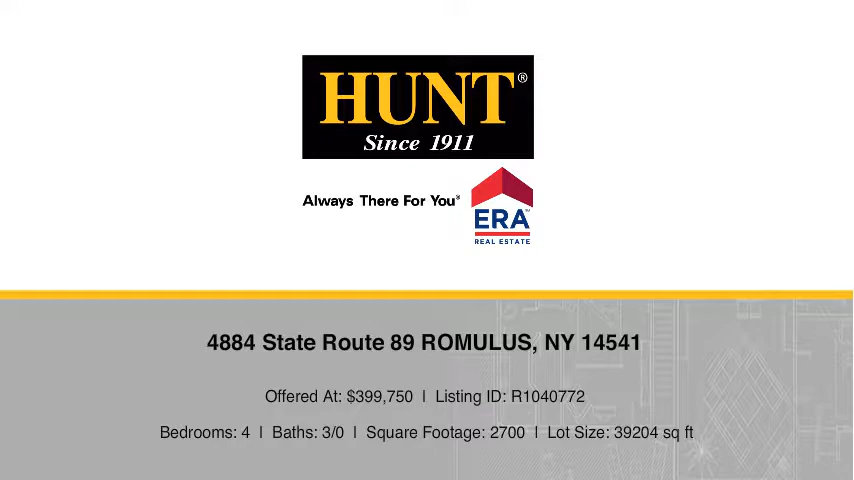 HUNT®
Since 1911
Always There For You®
ERA™
REAL ESTATE
4884 State Route 89 ROMULUS, NY 14541
Offered At: $399,750 | Listing ID: R1040772
Bedrooms: 4 | Baths: 3/0 | Square Footage: 2700 | Lot Size: 39204 sq ft